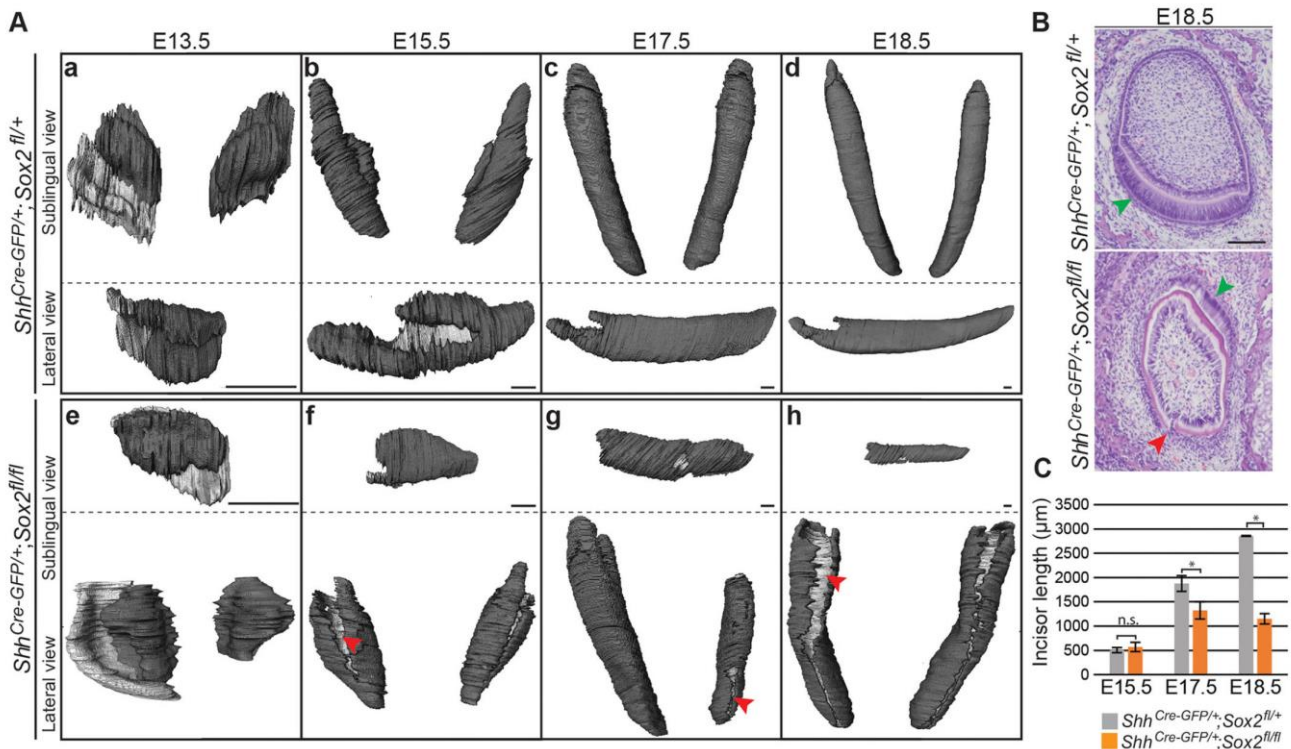 A
E13.5 E15.5 E17.5 E18.5
Shh Cre-GFP/+; Sox2 fl/+
Sublingual view
Lateral view
a b c d
Shh Cre-GFP/+; Sox2 fl/fl
Sublingual view
Lateral view
e f g h
B
E18.5
Shh Cre-GFP/+; Sox2 fl/+
Shh Cre-GFP/+; Sox2 fl/fl
C
Incisor length (μm)
3500
3000
2500
2000
1500
1000
500
0
n.s. * *
E15.5 E17.5 E18.5
Shh Cre-GFP/+;Sox2 fl/+
Shh Cre-GFP/+;Sox2 fl/fl